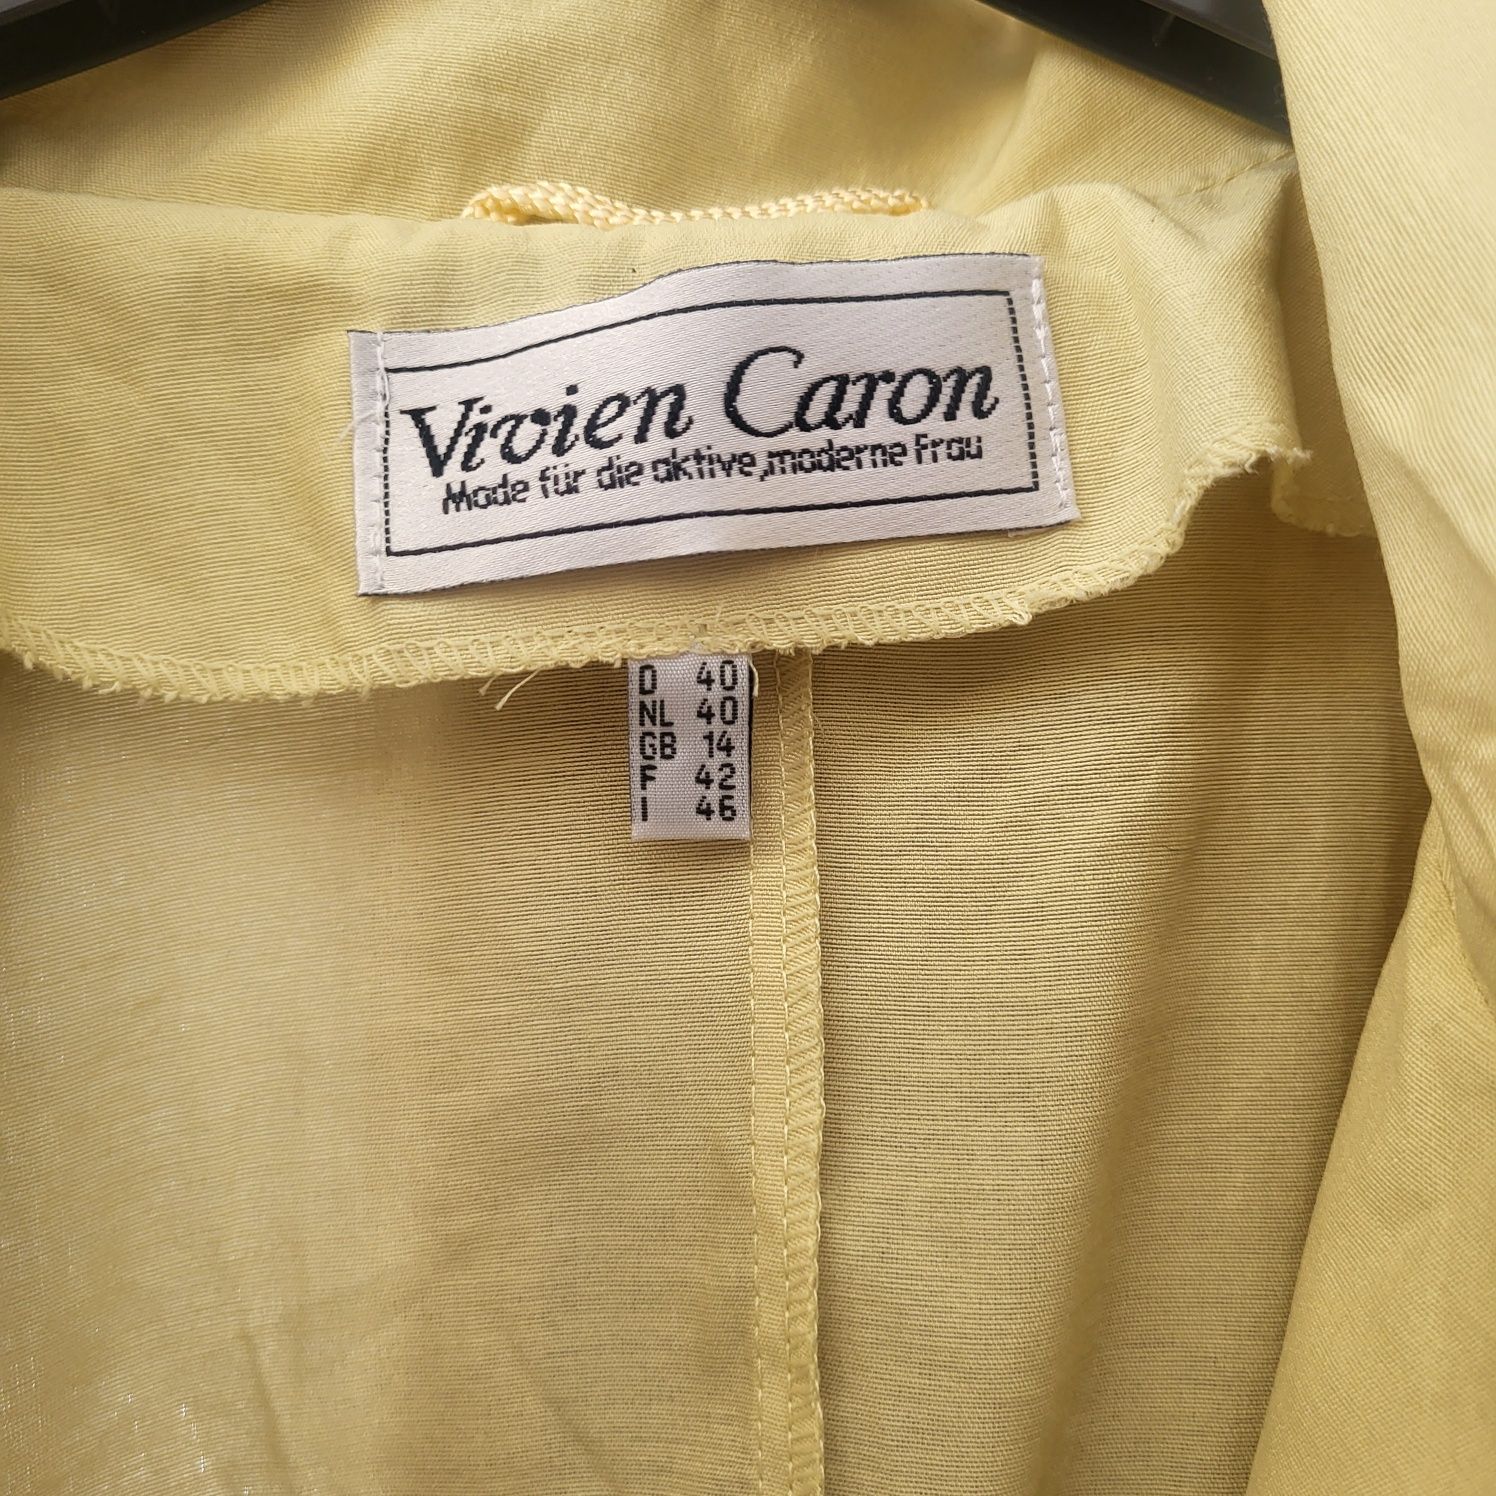 Vivien Caron
Mode für die aktive,moderne Frau
D 40
NL 40
GB 14
F 42
I 46